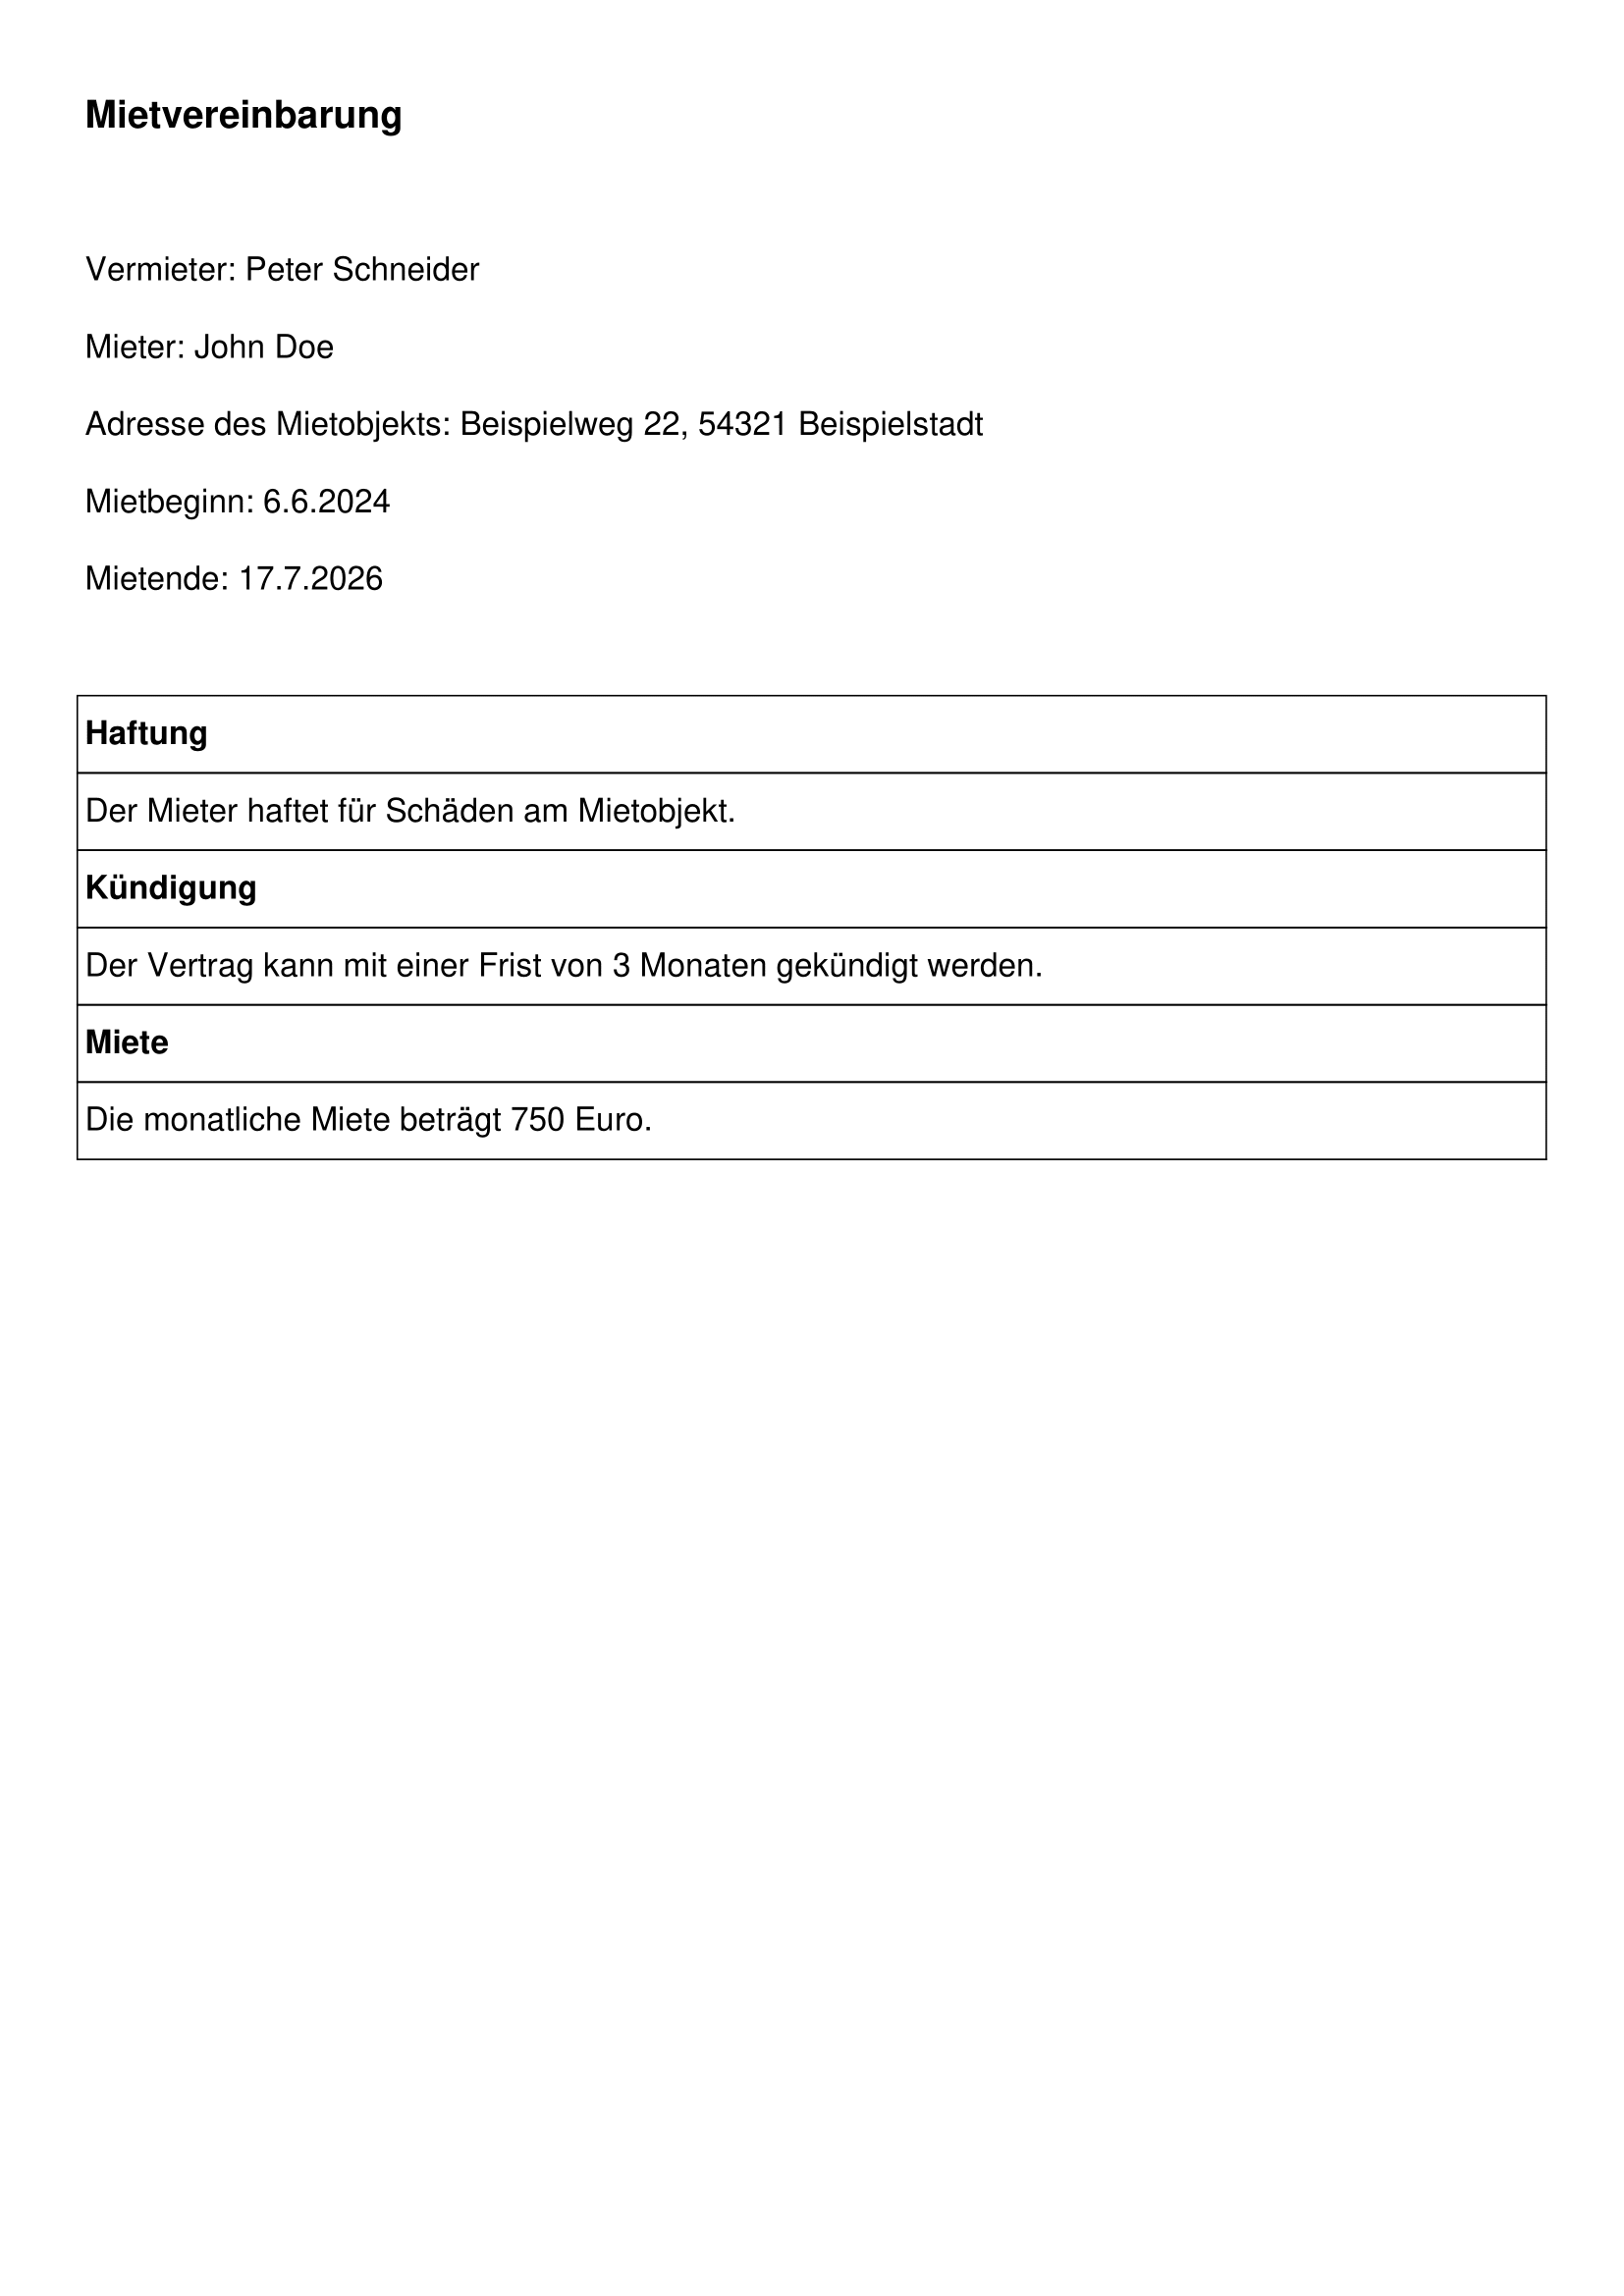 Mietvereinbarung
Vermieter: Peter Schneider
Mieter: John Doe
Adresse des Mietobjekts: Beispielweg 22, 54321 Beispielstadt
Mietbeginn: 6.6.2024
Mietende: 17.7.2026
Haftung
Der Mieter haftet für Schäden am Mietobjekt.
Kündigung
Der Vertrag kann mit einer Frist von 3 Monaten gekündigt werden.
Miete
Die monatliche Miete beträgt 750 Euro.